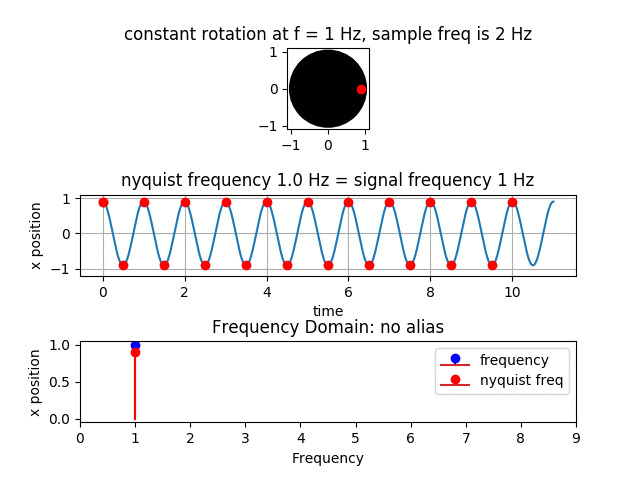 constant rotation at f = 1 Hz, sample freq is 2 Hz
1
0
−1
−1 0 1
nyquist frequency 1.0 Hz = signal frequency 1 Hz
x position
1
0
−1
0 2 4 6 8 10
time
Frequency Domain: no alias
x position
1.0
0.5
0.0
frequency
nyquist freq
0 1 2 3 4 5 6 7 8 9
Frequency